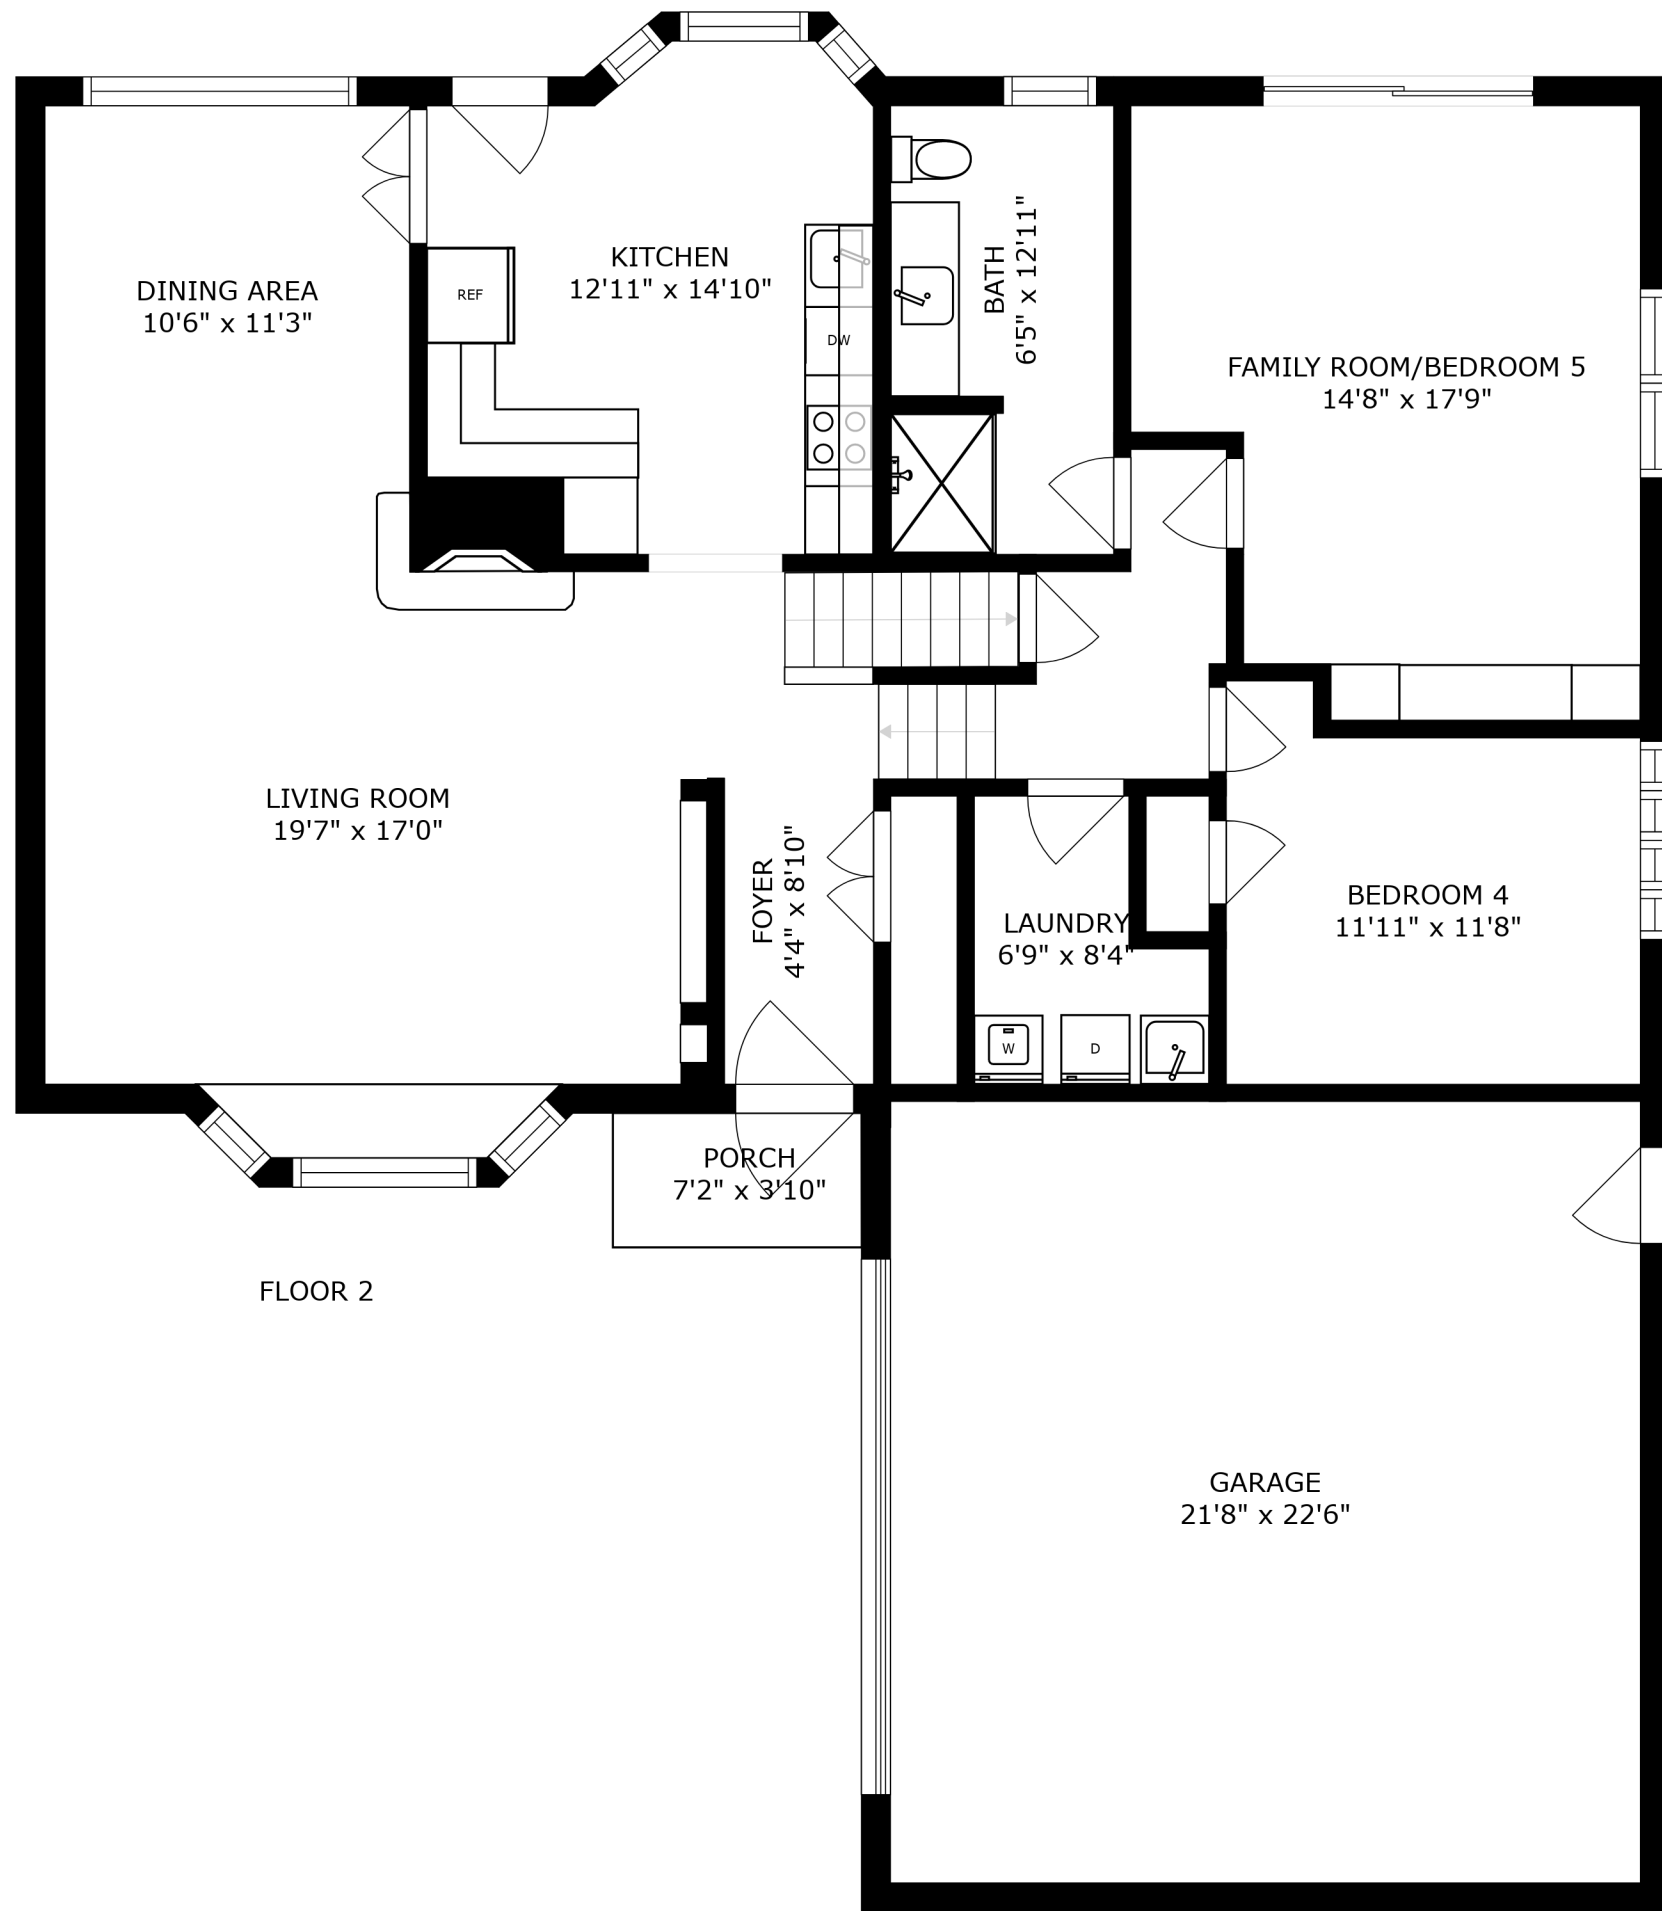 DINING AREA
10'6" x 11'3"
KITCHEN
12'11" x 14'10"
REF
DW
BATH
6'5" x 12'11"
FAMILY ROOM/BEDROOM 5
14'8" x 17'9"
LIVING ROOM
19'7" x 17'0"
FOYER
4'4" x 8'10"
LAUNDRY
6'9" x 8'4"
W
D
BEDROOM 4
11'11" x 11'8"
PORCH
7'2" x 3'10"
FLOOR 2
GARAGE
21'8" x 22'6"